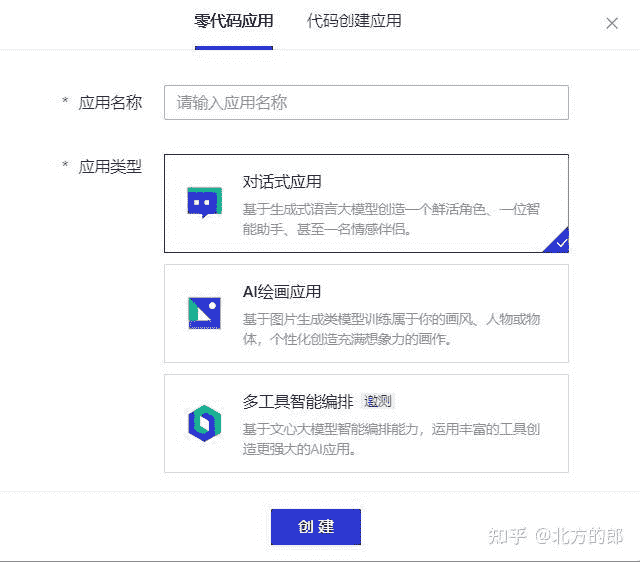 零代码应用 代码创建应用
* 应用名称 请输入应用名称
* 应用类型
对话式应用
基于生成式语言大模型创造一个鲜活角色、一位智
能助手、甚至一名情感伴侣。
AI绘画应用
基于图片生成类模型训练属于你的画风、人物或物
体，个性化创造充满想象力的画作。
多工具智能编排 邀测
基于文心大模型智能编排能力，运用丰富的工具创
造更强大的AI应用。
创建
知乎 @北方的郎